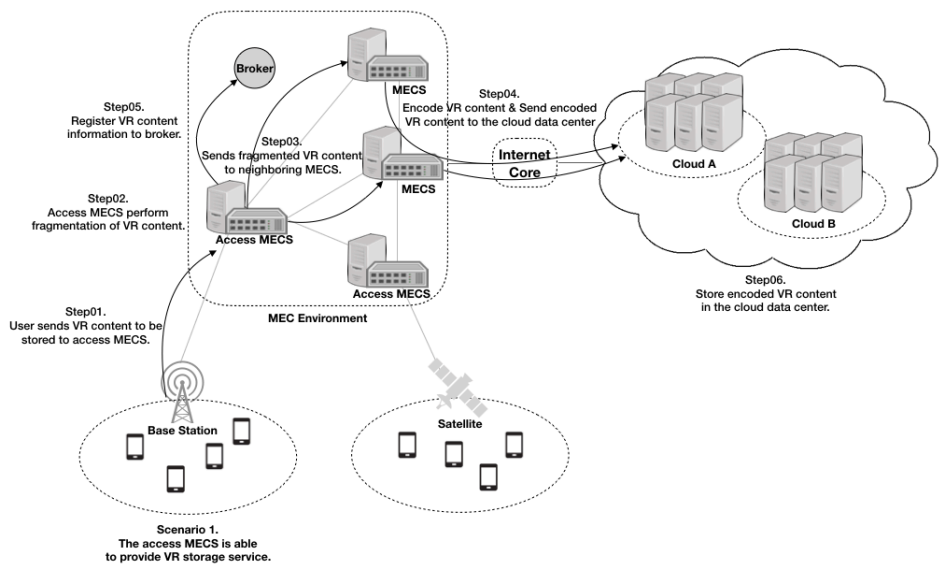 Broker
MECS
Step05.
Register VR content
information to broker.
Step04.
Encode VR content & Send encoded
VR content to the cloud data center
Step03.
Sends fragmented VR content
to neighboring MECS.
Internet
Core
Cloud A
MECS
Step02.
Access MECS perform
fragmentation of VR content.
Access MECS
Cloud B
Access MECS
Step06.
Store encoded VR content
in the cloud data center.
MEC Environment
Step01.
User sends VR content to be
stored to access MECS.
Base Station
Satellite
Scenario 1.
The access MECS is able
to provide VR storage service.